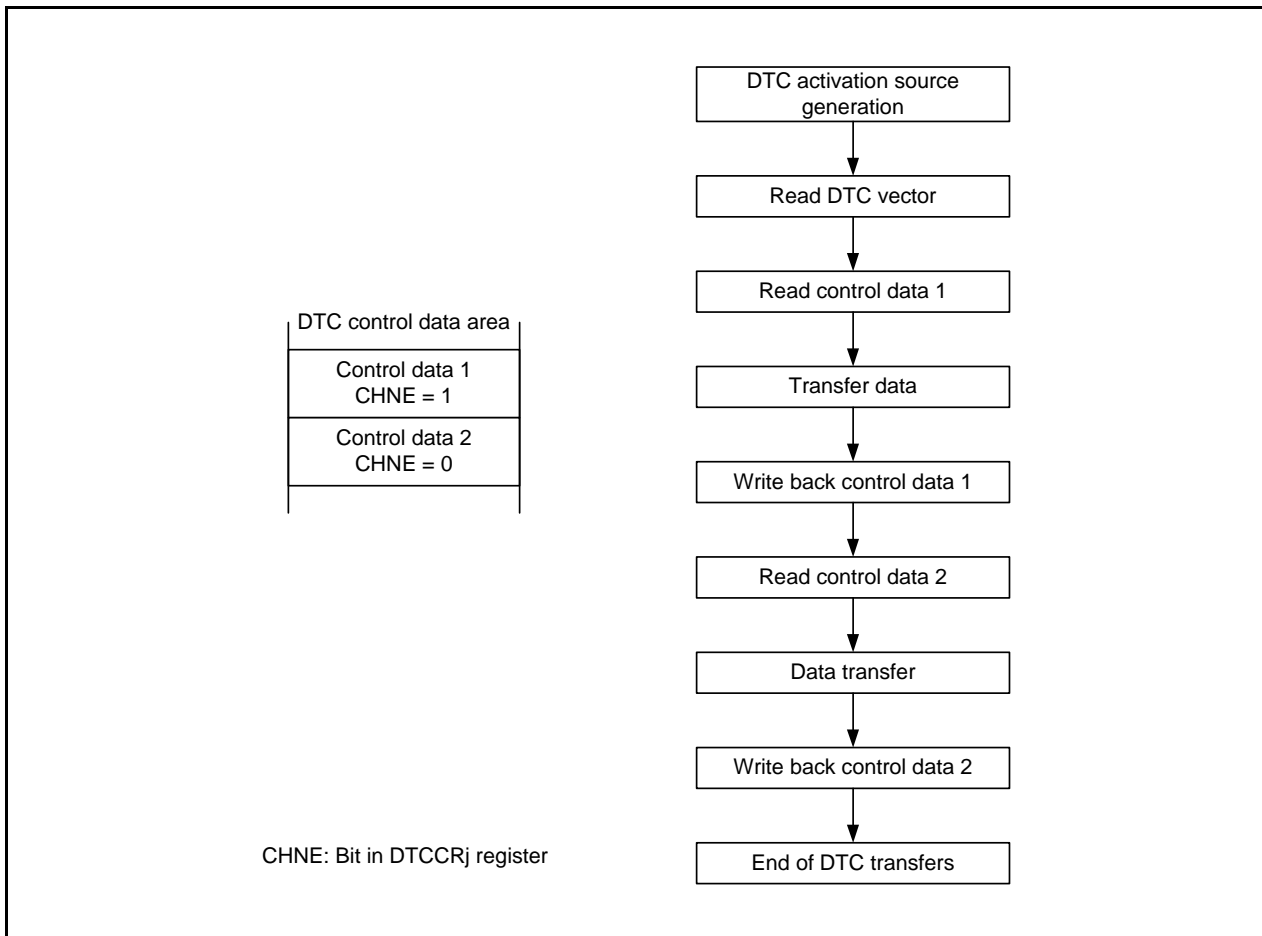 DTC activation source
generation
Read DTC vector
Read control data 1
Transfer data
Write back control data 1
Read control data 2
Data transfer
Write back control data 2
End of DTC transfers
DTC control data area
Control data 1
CHNE = 1
Control data 2
CHNE = 0
CHNE: Bit in DTCCRj register